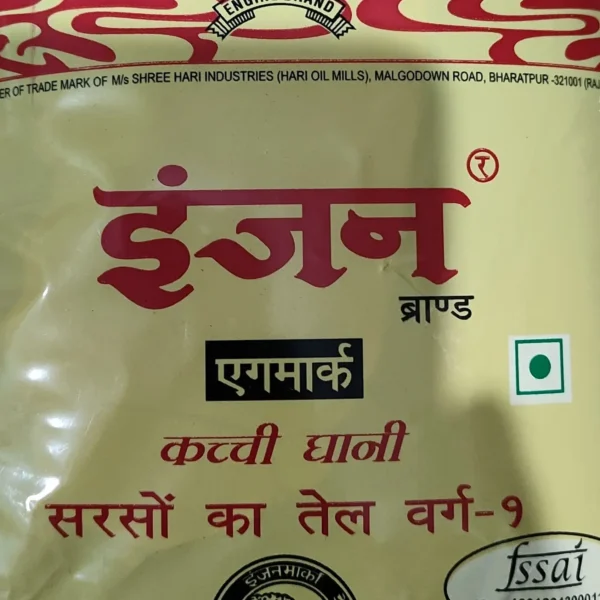 ENGINE BRAND
ER OF TRADE MARK OF M/s SHREE HARI INDUSTRIES (HARI OIL MILLS), MALGODOWN ROAD, BHARATPUR -321001 (RAJ
इंजन र
ब्राण्ड
एगमार्क
कच्ची घानी
सरसों का तेल वर्ग-१
इंजनमार्का
fssai